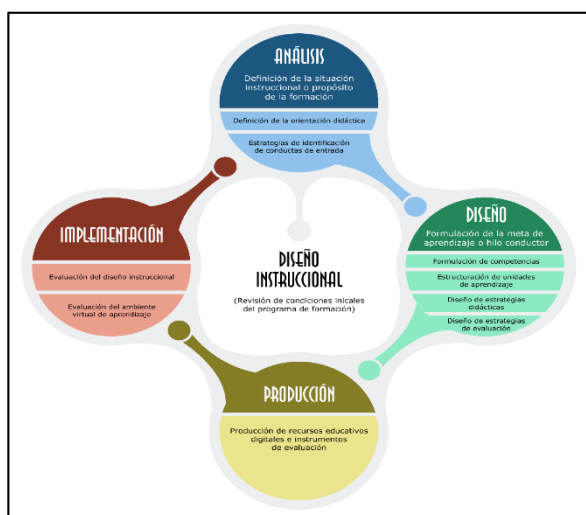 ANÁLISIS
Definición de la situación
instruccional o propósito
de la formación
Definición de la orientación didáctica
Estrategias de identificación
de conductas de entrada
DISEÑO
Formulación de la meta de
aprendizaje o hilo conductor
Formulación de competencias
Estructuración de unidades
de aprendizaje
Diseño de estrategias
didácticas
Diseño de estrategias
de evaluación
IMPLEMENTACIÓN
Evaluación del diseño instruccional
Evaluación del ambiente
virtual de aprendizaje
DISEÑO
INSTRUCCIONAL
(Revisión de condiciones inicales
del programa de formación)
PRODUCCIÓN
Producción de recursos educativos
digitales e instrumentos
de evaluación